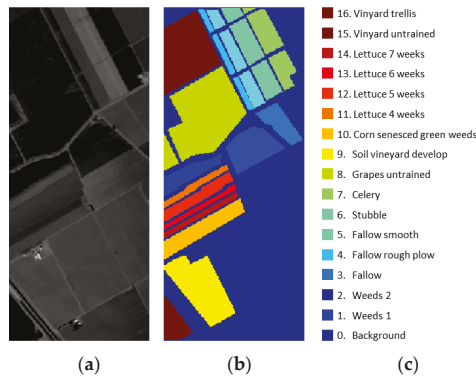 16. Vinyard trellis
15. Vinyard untrained
14. Lettuce 7 weeks
13. Lettuce 6 weeks
12. Lettuce 5 weeks
11. Lettuce 4 weeks
10. Corn senesced green weeds
9. Soil vinyard develop
8. Grapes untrained
7. Celery
6. Stubble
5. Fallow smooth
4. Fallow rough plow
3. Fallow
2. Weeds 2
1. Weeds 1
0. Background
(a) (b) (c)